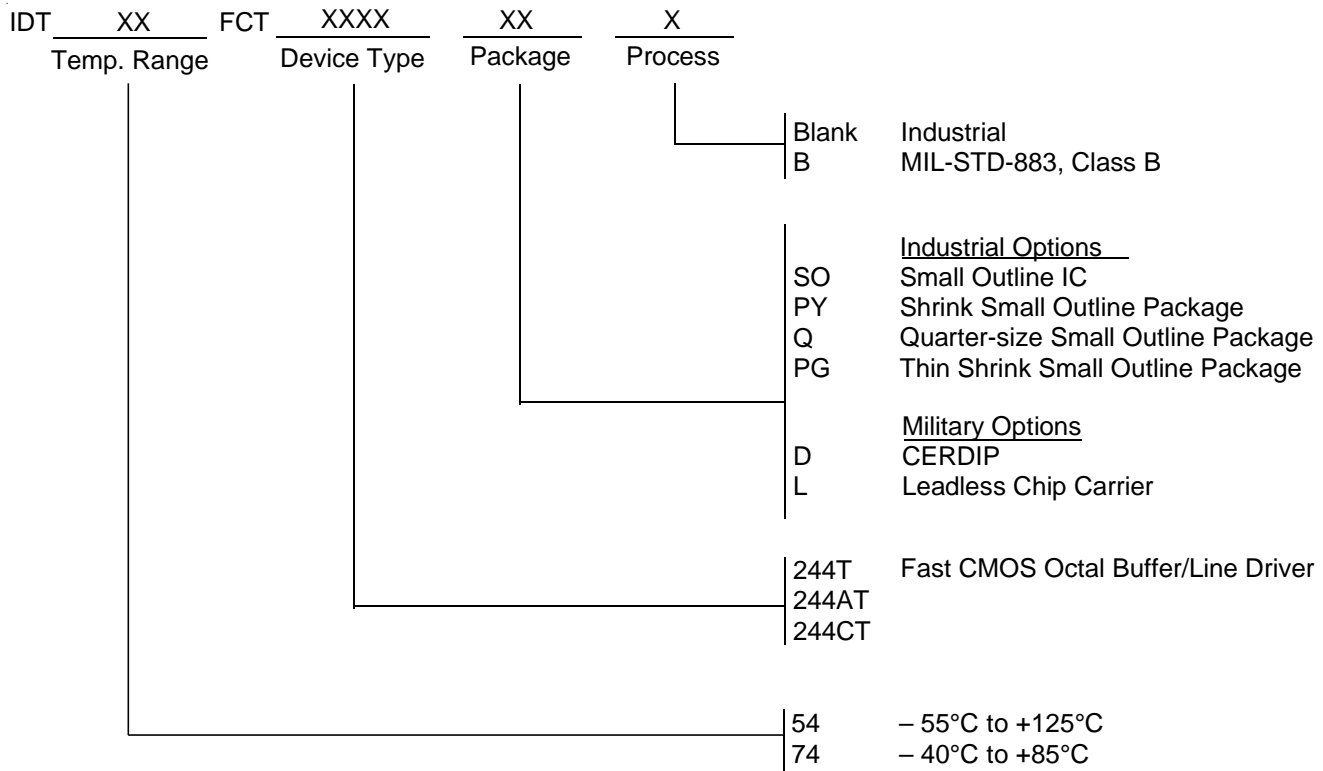 IDT XX FCT XXXX XX X
Temp. Range Device Type Package Process
Blank Industrial
B MIL-STD-883, Class B
Industrial Options
SO Small Outline IC
PY Shrink Small Outline Package
Q Quarter-size Small Outline Package
PG Thin Shrink Small Outline Package
Military Options
D CERDIP
L Leadless Chip Carrier
244T Fast CMOS Octal Buffer/Line Driver
244AT
244CT
54 – 55°C to +125°C
74 – 40°C to +85°C